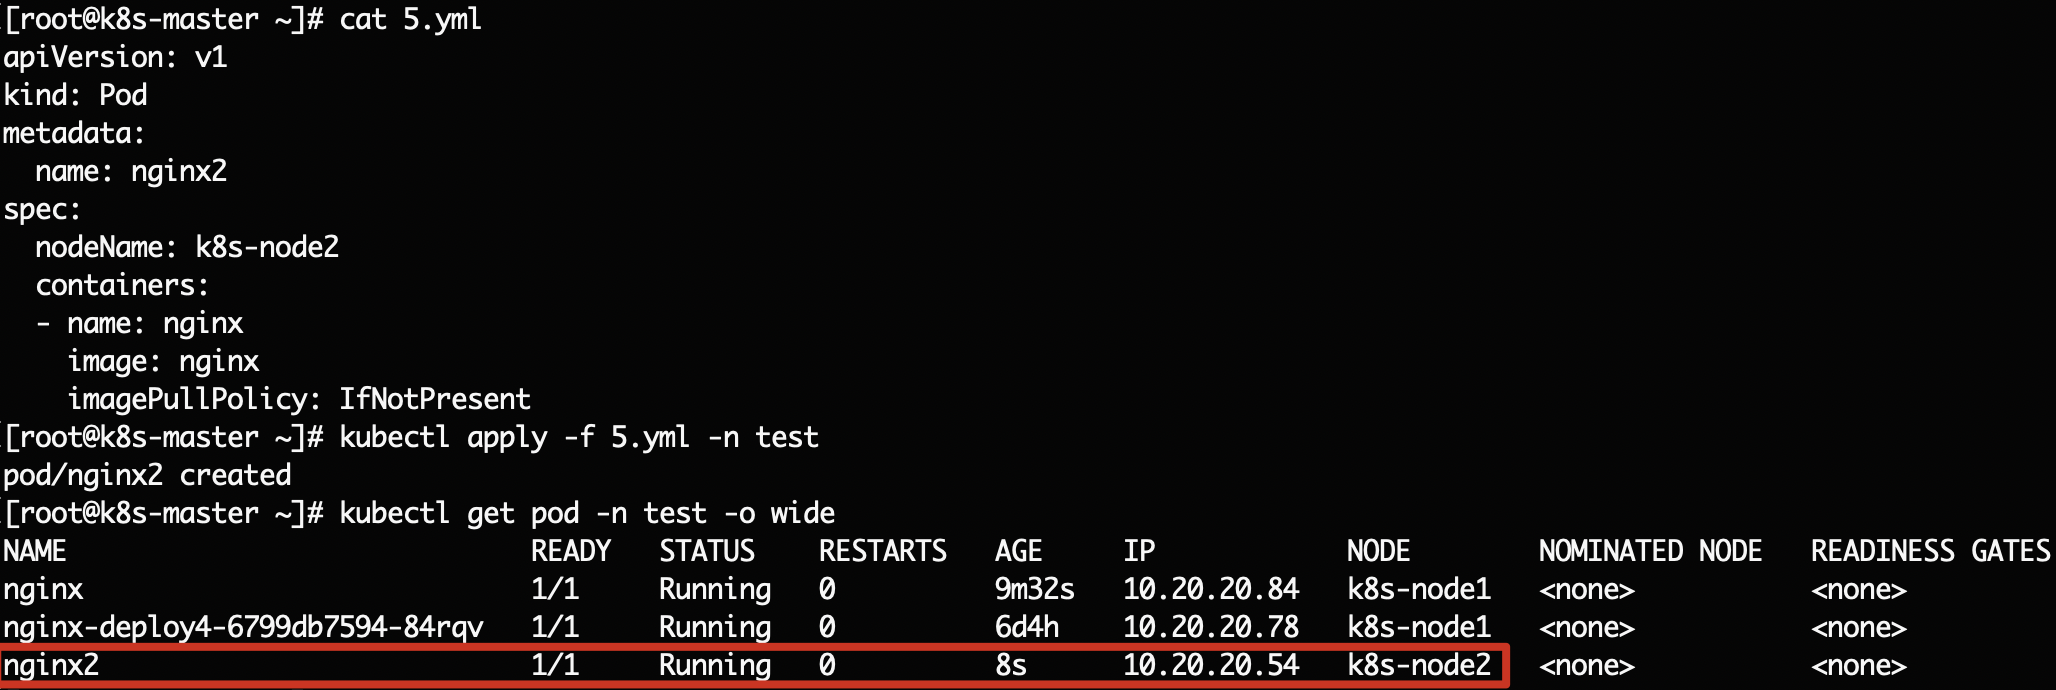 [root@k8s-master ~]# cat 5.yml
apiVersion: v1
kind: Pod
metadata:
  name: nginx2
spec:
  nodeName: k8s-node2
  containers:
  - name: nginx
    image: nginx
    imagePullPolicy: IfNotPresent
[root@k8s-master ~]# kubectl apply -f 5.yml -n test
pod/nginx2 created
[root@k8s-master ~]# kubectl get pod -n test -o wide
NAME                             READY   STATUS    RESTARTS   AGE     IP            NODE        NOMINATED NODE   READINESS GATES
nginx                            1/1     Running   0          9m32s   10.20.20.84   k8s-node1   <none>           <none>
nginx-deploy4-6799db7594-84rqv   1/1     Running   0          6d4h    10.20.20.78   k8s-node1   <none>           <none>
nginx2                           1/1     Running   0          8s      10.20.20.54   k8s-node2   <none>           <none>